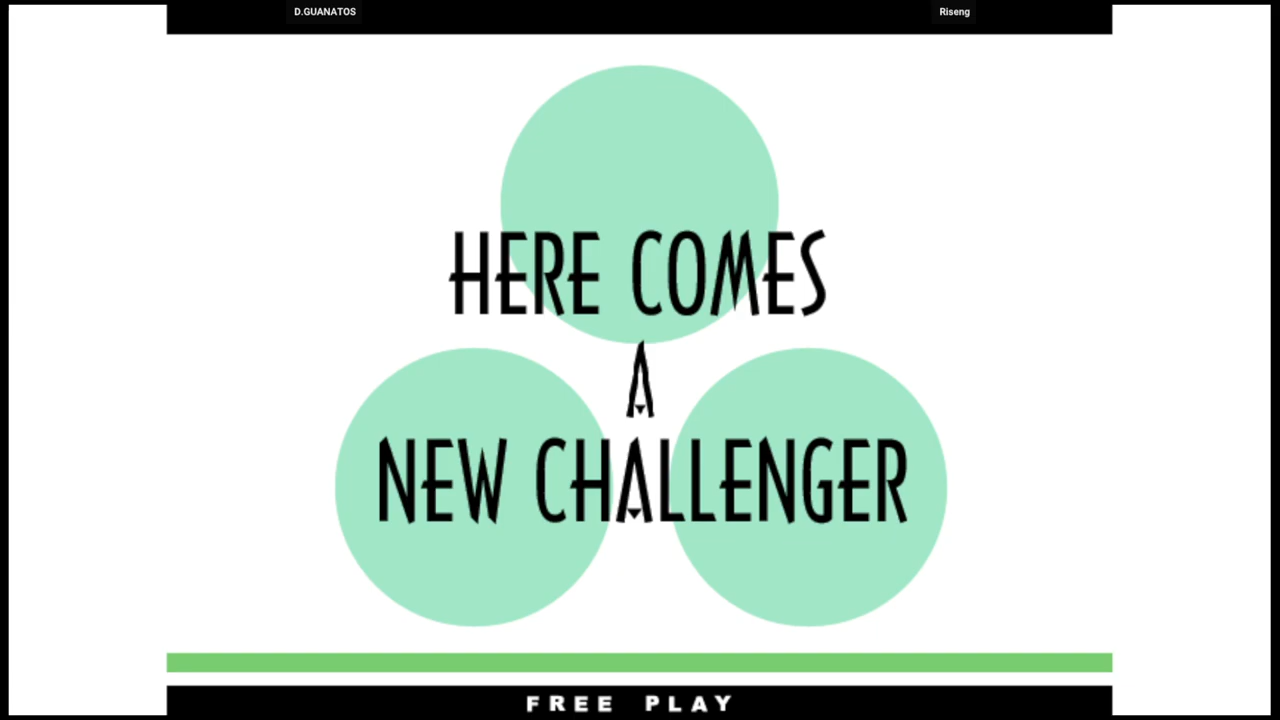 D.GUANATOS
Riseng
HERE COMES
A
NEW CHALLENGER
FREE PLAY